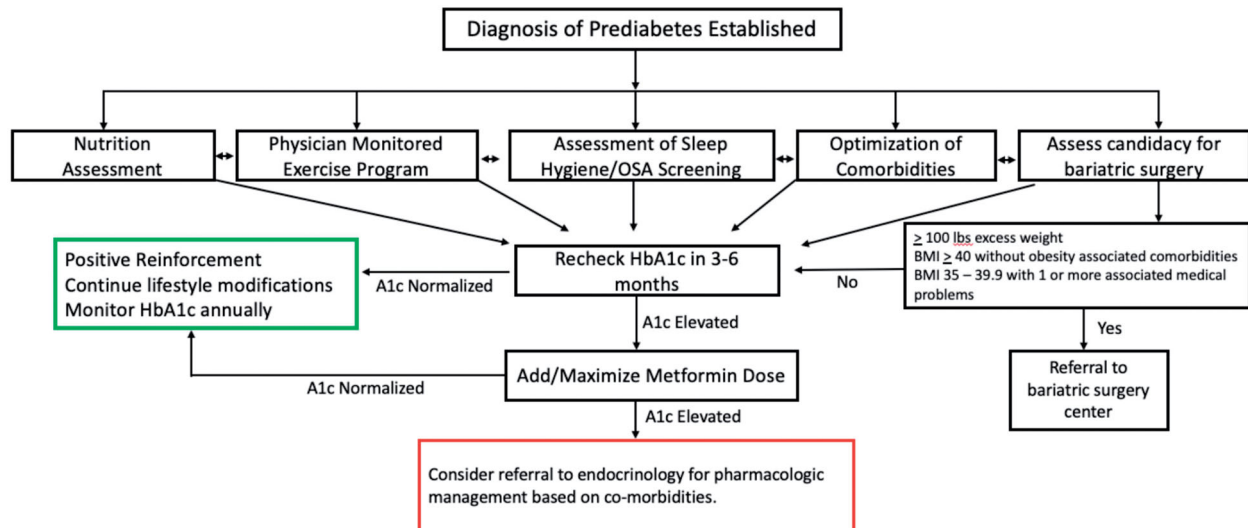 Diagnosis of Prediabetes Established
Nutrition
Assessment
Physician Monitored
Exercise Program
Assessment of Sleep
Hygiene/OSA Screening
Optimization of
Comorbidities
Assess candidacy for
bariatric surgery
Positive Reinforcement
Continue lifestyle modifications
Monitor HbA1c annually
A1c Normalized
Recheck HbA1c in 3-6
months
No
≥ 100 lbs excess weight
BMI ≥ 40 without obesity associated comorbidities
BMI 35 – 39.9 with 1 or more associated medical
problems
A1c Elevated
Yes
A1c Normalized
Add/Maximize Metformin Dose
Referral to
bariatric surgery
center
A1c Elevated
Consider referral to endocrinology for pharmacologic
management based on co-morbidities.